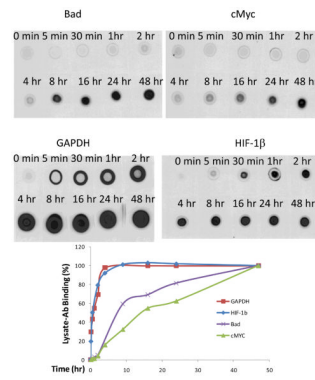 Bad
0 min 5 min 30 min 1hr 2 hr
4 hr 8 hr 16 hr 24 hr 48 hr
cMyc
0 min 5 min 30 min 1hr 2 hr
4 hr 8 hr 16 hr 24 hr 48 hr
GAPDH
0 min 5 min 30 min 1hr 2 hr
4 hr 8 hr 16 hr 24 hr 48 hr
HIF-1β
0 min 5 min 30 min 1hr 2 hr
4 hr 8 hr 16 hr 24 hr 48 hr
Lysate-Ab Binding (%)
120
100
80
60
40
20
0
GAPDH
HIF-1b
Bad
cMYC
Time (hr)
0 10 20 30 40 50